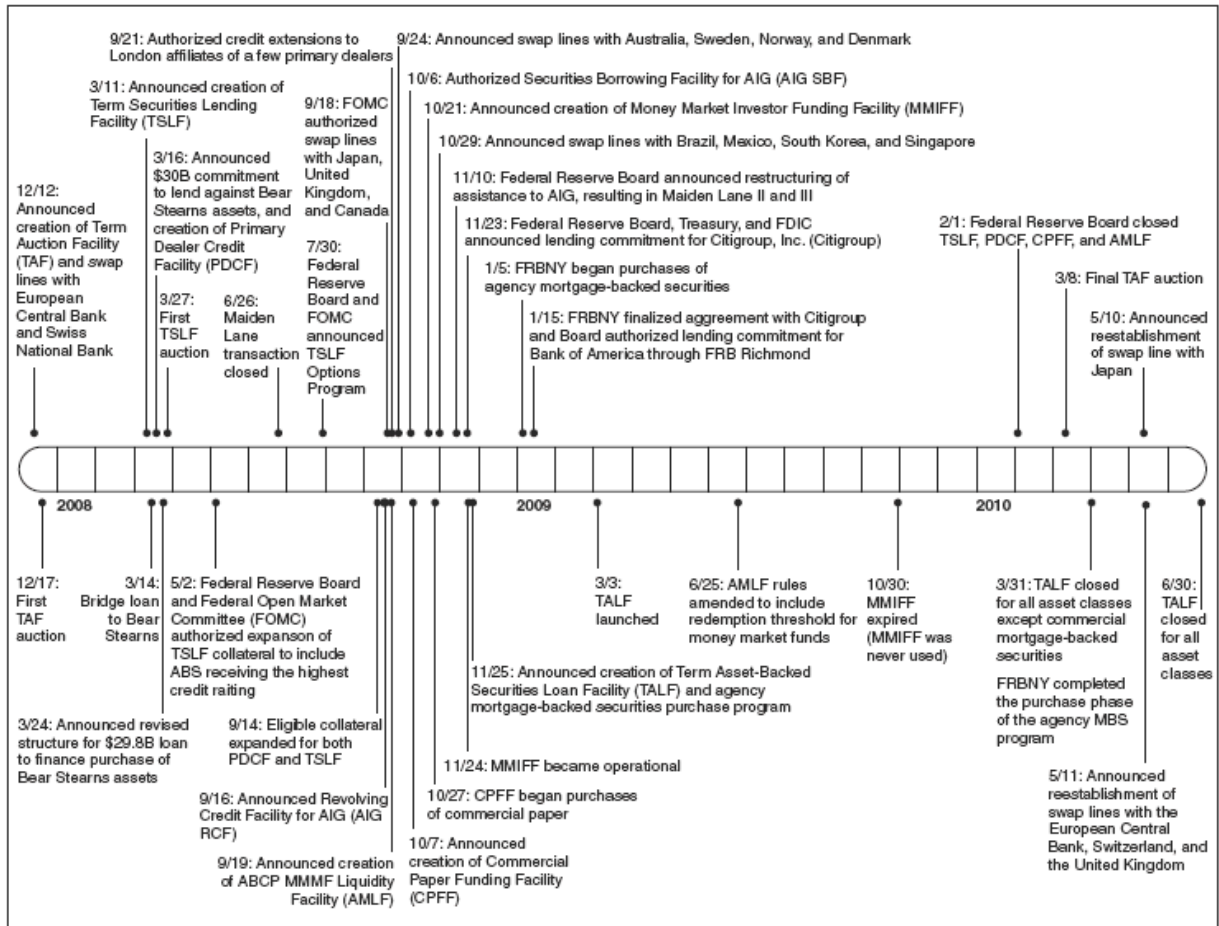 9/21: Authorized credit extensions to
London affiliates of a few primary dealers
9/24: Announced swap lines with Australia, Sweden, Norway, and Denmark
3/11: Announced creation of
Term Securities Lending
Facility (TSLF)
9/18: FOMC
authorized
swap lines
with Japan,
United
Kingdom,
and Canada
10/6: Authorized Securities Borrowing Facility for AIG (AIG SBF)
10/21: Announced creation of Money Market Investor Funding Facility (MMIFF)
10/29: Announced swap lines with Brazil, Mexico, South Korea, and Singapore
3/16: Announced
$30B commitment
to lend against Bear
Stearns assets, and
creation of Primary
Dealer Credit
Facility (PDCF)
12/12:
Announced
creation of Term
Auction Facility
(TAF) and swap
lines with
European
Central Bank
and Swiss
National Bank
11/10: Federal Reserve Board announced restructuring of
assistance to AIG, resulting in Maiden Lane II and III
11/23: Federal Reserve Board, Treasury, and FDIC
announced lending commitment for Citigroup, Inc. (Citigroup)
2/1: Federal Reserve Board closed
TSLF, PDCF, CPFF, and AMLF
7/30:
Federal
Reserve
Board and
FOMC
announced
TSLF
Options
Program
1/5: FRBNY began purchases of
agency mortgage-backed securities
3/8: Final TAF auction
3/27:
First
TSLF
auction
6/26:
Maiden
Lane
transaction
closed
1/15: FRBNY finalized aggreement with Citigroup
and Board authorized lending commitment for
Bank of America through FRB Richmond
5/10: Announced
reestablishment
of swap line with
Japan
2008
2009
2010
12/17:
First
TAF
auction
3/14:
Bridge loan
to Bear
Stearns
5/2: Federal Reserve Board
and Federal Open Market
Committee (FOMC)
authorized expanson of
TSLF collateral to include
ABS receiving the highest
credit raiting
3/3:
TALF
launched
6/25: AMLF rules
amended to include
redemption threshold for
money market funds
10/30:
MMIFF
expired
(MMIFF was
never used)
3/31: TALF closed
for all asset classes
except commercial
mortgage-backed
securities
FRBNY completed
the purchase phase
of the agency MBS
program
6/30:
TALF
closed
for all
asset
classes
11/25: Announced creation of Term Asset-Backed
Securities Loan Facility (TALF) and agency
mortgage-backed securities purchase program
3/24: Announced revised
structure for $29.8B loan
to finance purchase of
Bear Stearns assets
9/14: Eligible collateral
expanded for both
PDCF and TSLF
11/24: MMIFF became operational
9/16: Announced Revolving
Credit Facility for AIG (AIG
RCF)
10/27: CPFF began purchases
of commercial paper
5/11: Announced
reestablishment of
swap lines with the
European Central
Bank, Switzerland, and
the United Kingdom
10/7: Announced
creation of Commercial
Paper Funding Facility
(CPFF)
9/19: Announced creation
of ABCP MMMF Liquidity
Facility (AMLF)